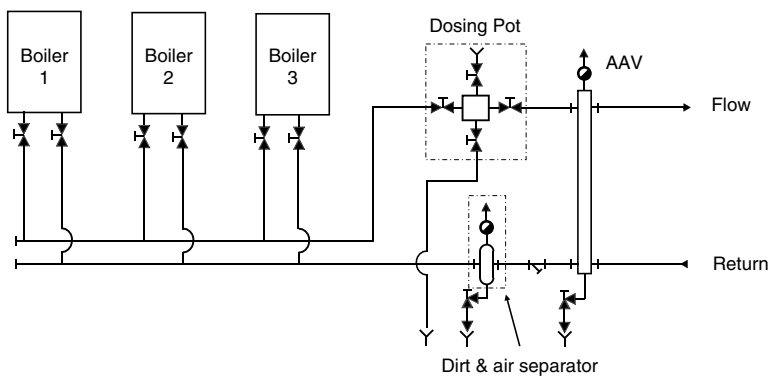 Dosing Pot
Boiler
1
Boiler
2
Boiler
3
AAV
Flow
Return
Dirt & air separator